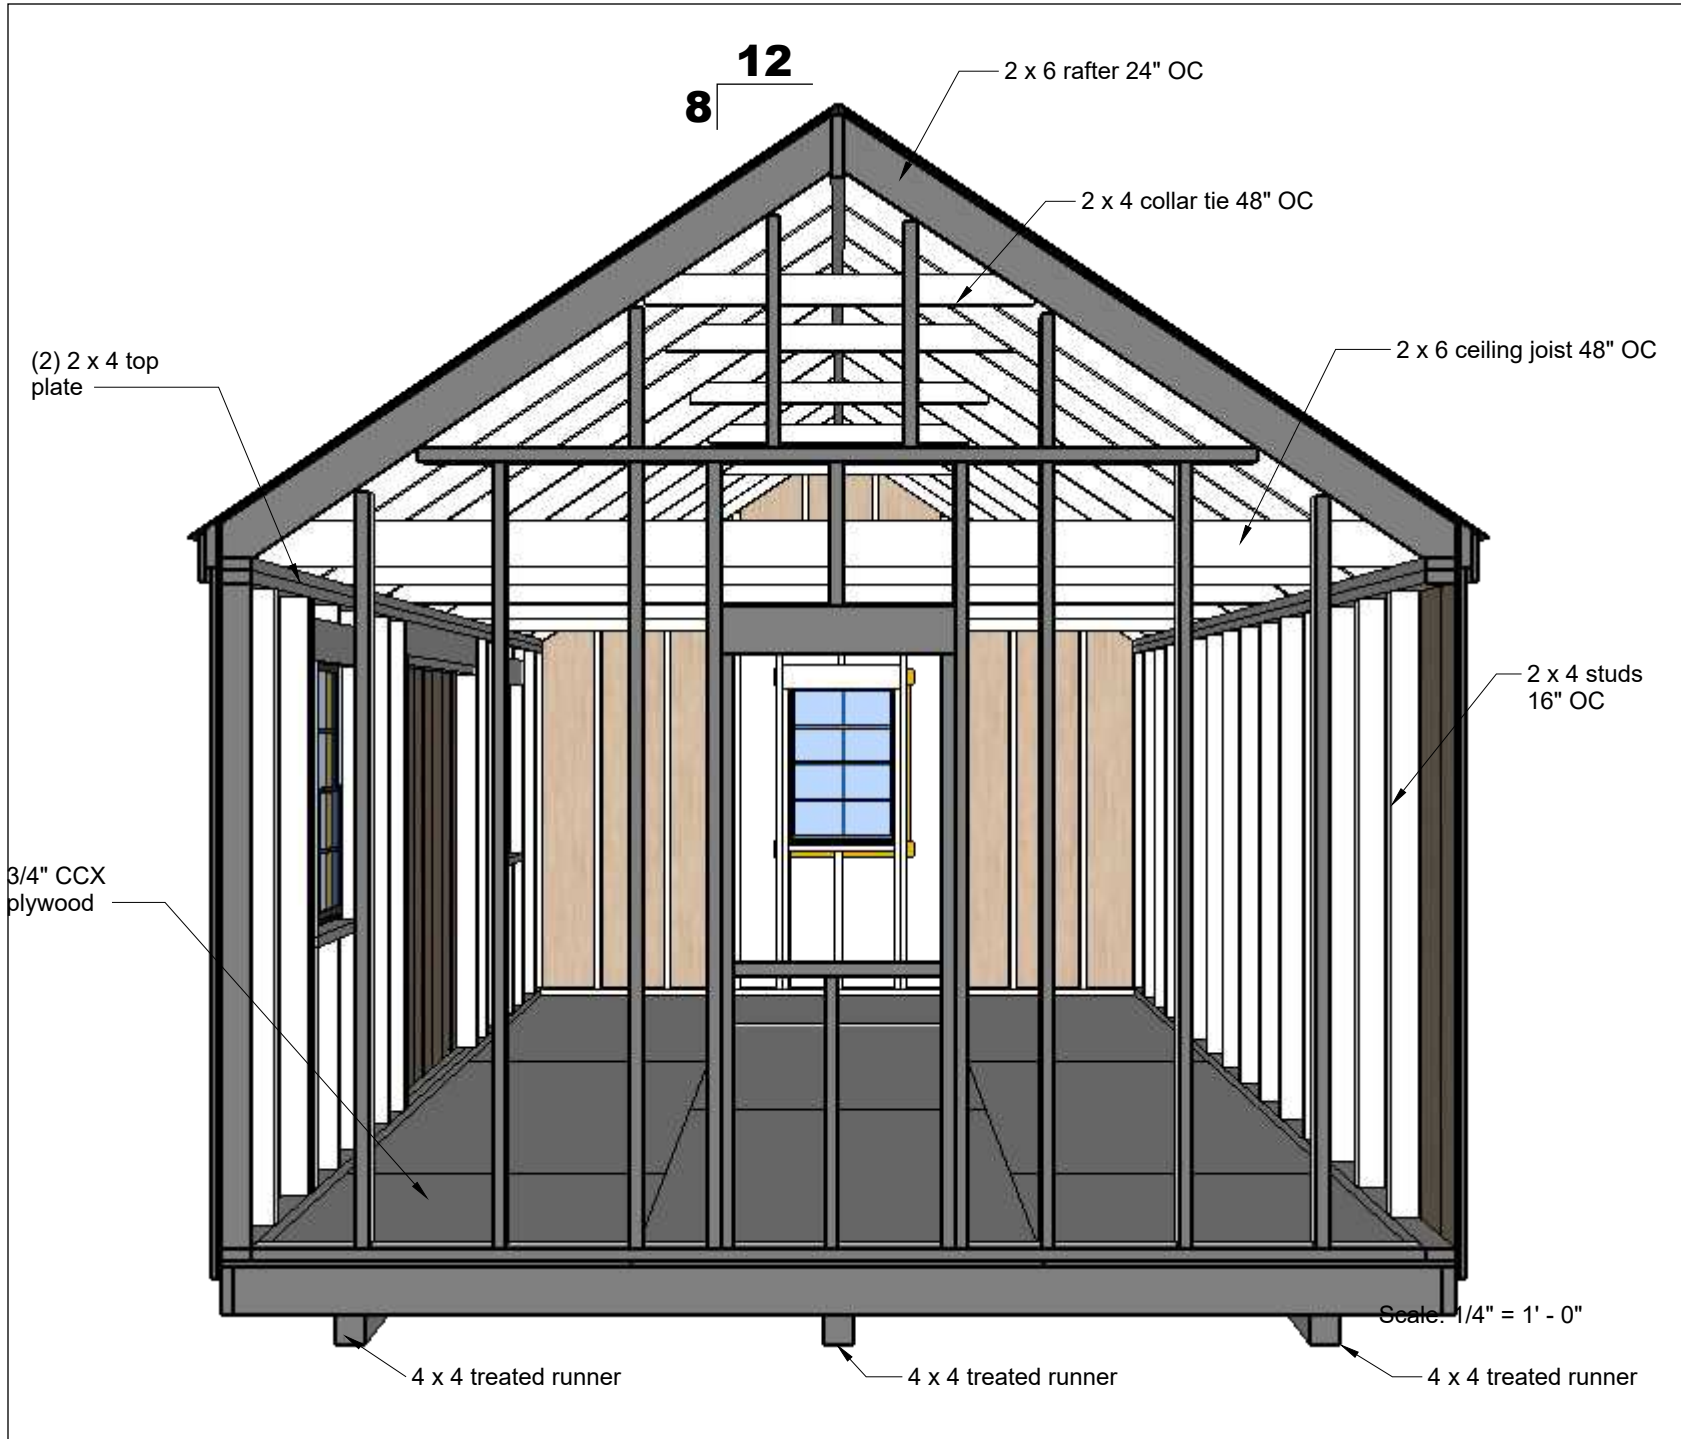 12
8
2 x 6 rafter 24" OC
2 x 4 collar tie 48" OC
2 x 6 ceiling joist 48" OC
(2) 2 x 4 top
plate
2 x 4 studs
16" OC
3/4" CCX
plywood
Scale: 1/4" = 1' - 0"
4 x 4 treated runner
4 x 4 treated runner
4 x 4 treated runner